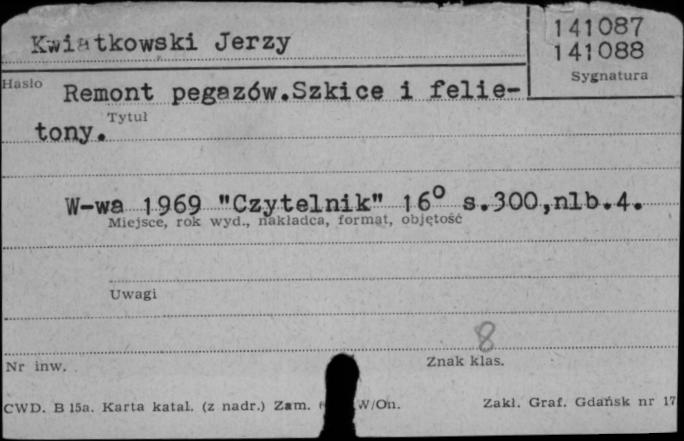 141087
Kwiatkowski Jerzy
141088
Hasło
Sygnatura
Remont pegazów.Szkice i felie-
Tytuł
tony.
W-wa 1969 "Czytelnik" 16° s.300,nlb.4.
Miejsce, rok wyd., nakładca, format, objętość
Uwagi
8
Nr inw.
Znak klas.
CWD. B 15a. Karta katal. (z nadr.) Zam. W/On.
Zakł. Graf. Gdańsk nr 17